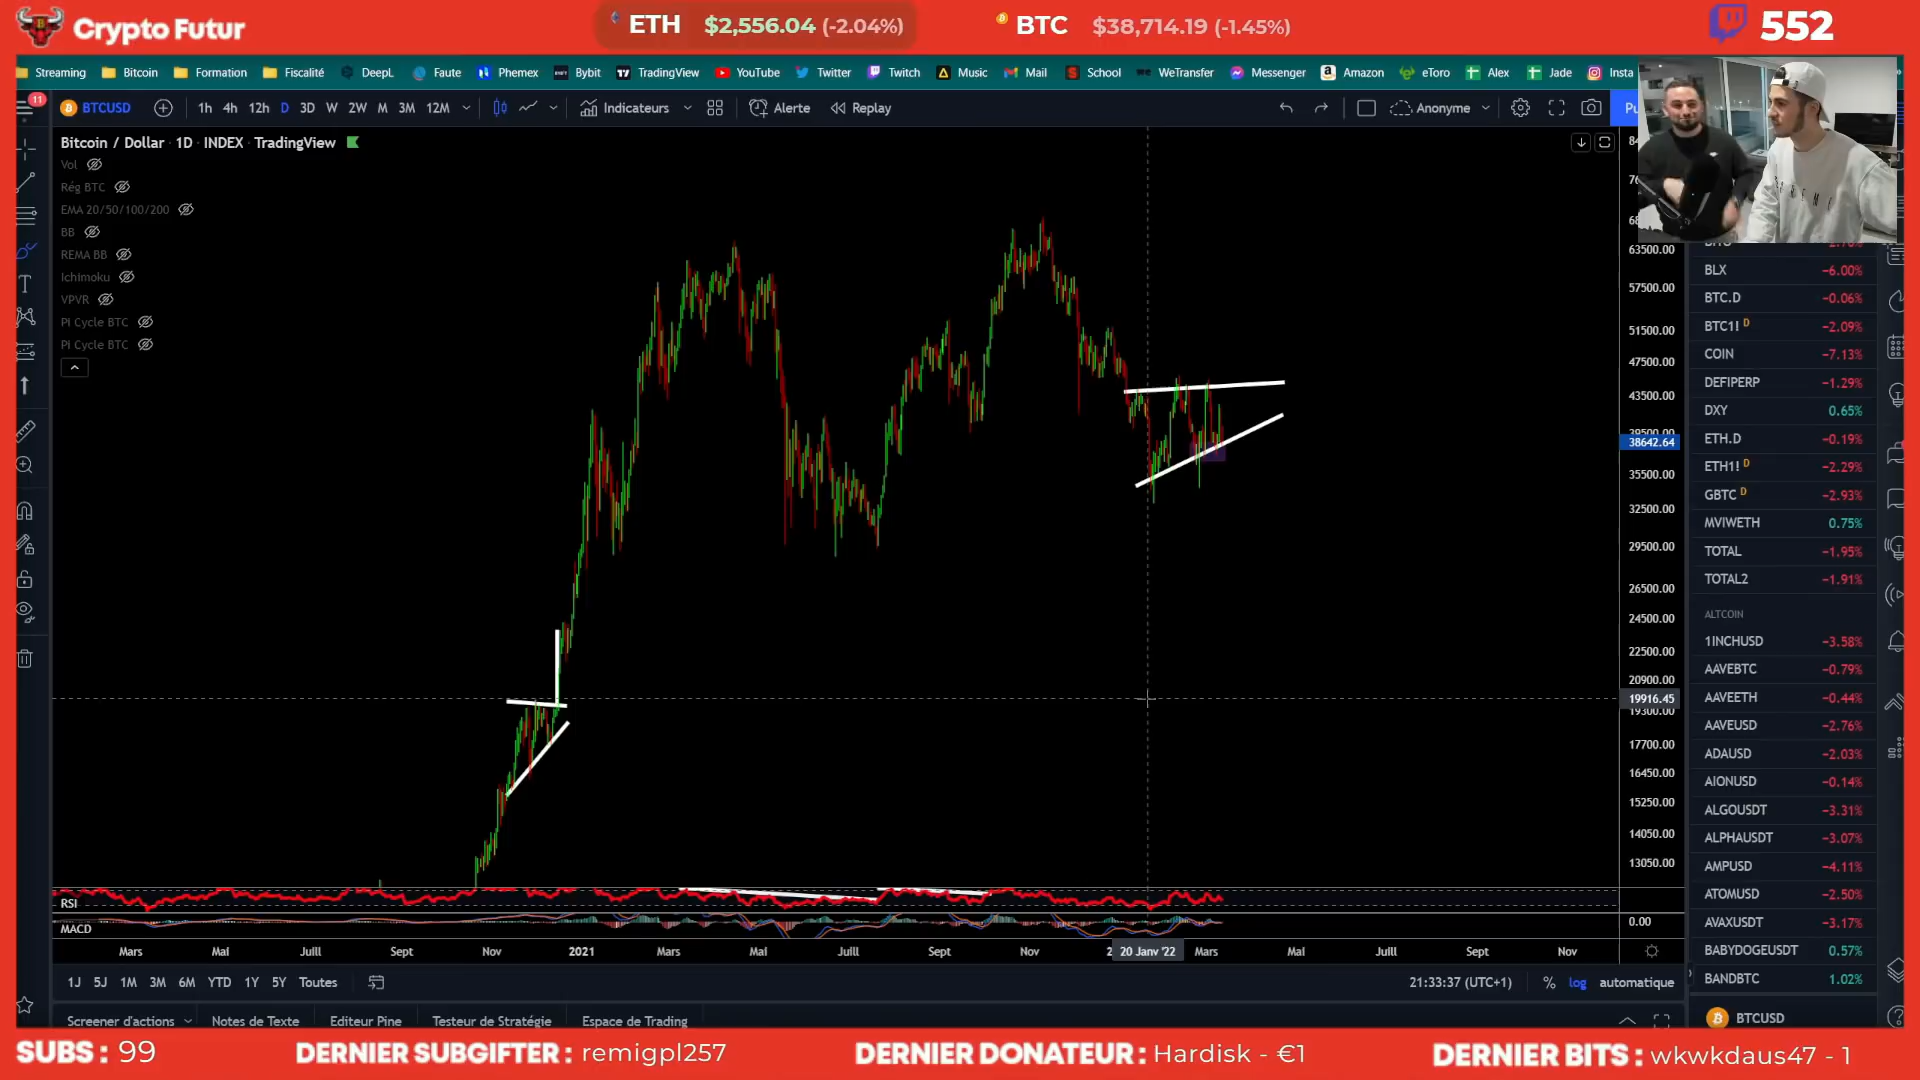 Crypto Futur
ETH $2,556.04 (-2.04%)
BTC $38,714.19 (-1.45%)
552
Streaming Bitcoin Formation Fiscalité DeepL Faute Phemex Bybit TradingView YouTube Twitter Twitch Music Mail School WeTransfer Messenger Amazon eToro Alex Jade Insta
11
BTCUSD 1h 4h 12h D 3D W 2W M 3M 12M Indicateurs Alerte Replay Anonyme
Bitcoin / Dollar · 1D · INDEX · TradingView
Vol
Rég BTC
EMA 20/50/100/200
BB
REMA BB
Ichimoku
VPVR
PI Cycle BTC
PI Cycle BTC
63500.00
57500.00
51500.00
47500.00
43500.00
38642.64
35500.00
32500.00
29500.00
26500.00
24500.00
22500.00
20900.00
19916.45
19300.00
17700.00
16450.00
15250.00
14050.00
13050.00
0.00
RSI
MACD
Mars Mai Juill Sept Nov 2021 Mars Mai Juill Sept Nov 20 Janv '22 Mars Mai Juill Sept Nov
1J 5J 1M 3M 6M YTD 1Y 5Y Toutes
21:33:37 (UTC+1) % log automatique
Screener d'actions Notes de Texte Editeur Pine Testeur de Stratégie Espace de Trading
BLX -6.00%
BTC.D -0.06%
BTC1! D -2.09%
COIN -7.13%
DEFIPERP -1.29%
DXY 0.65%
ETH.D -0.19%
ETH1! D -2.29%
GBTC D -2.93%
MVIWETH 0.75%
TOTAL -1.95%
TOTAL2 -1.91%
ALTCOIN
1INCHUSD -3.58%
AAVEBTC -0.79%
AAVEETH -0.44%
AAVEUSD -2.76%
ADAUSD -2.03%
AIONUSD -0.14%
ALGOUSDT -3.31%
ALPHAUSDT -3.07%
AMPUSD -4.11%
ATOMUSD -2.50%
AVAXUSDT -3.17%
BABYDOGEUSDT 0.57%
BANDBTC 1.02%
BTCUSD
SUBS : 99
DERNIER SUBGIFTER : remigpl257
DERNIER DONATEUR : Hardisk - €1
DERNIER BITS : wkwkdaus47 - 1